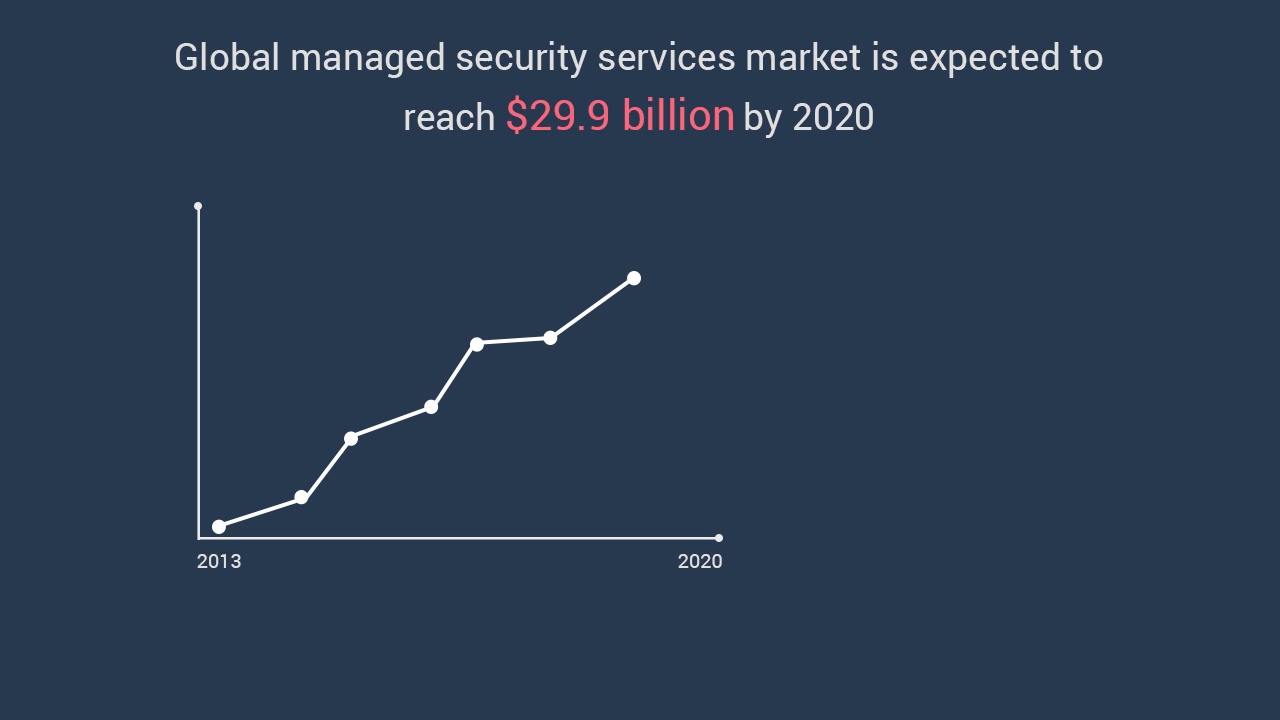 Global managed security services market is expected to
reach $29.9 billion by 2020
2013
2020